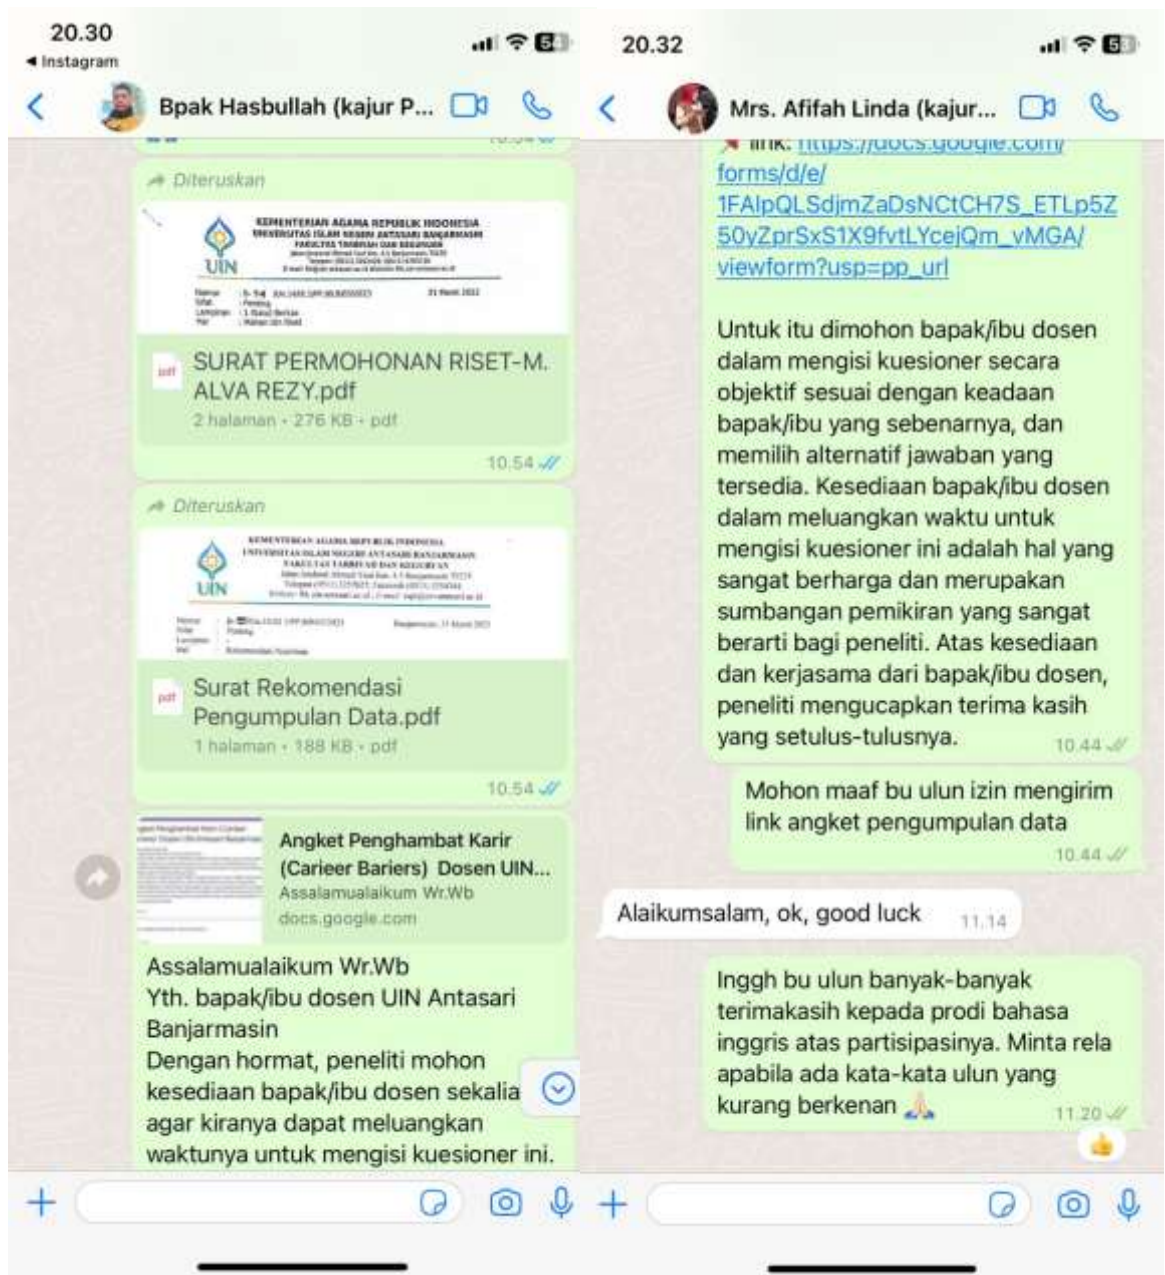 20.30
Instagram
Bpak Hasbullah (kajur P...
Diteruskan
KEMENTERIAN AGAMA REPUBLIK INDONESIA
UNIVERSITAS ISLAM NEGERI ANTASARI BANJARMASIN
FAKULTAS TARBIYAH DAN KEGURUAN
UIN
pdf
SURAT PERMOHONAN RISET-M.
ALVA REZY.pdf
2 halaman • 276 KB • pdf
10.54
Diteruskan
KEMENTERIAN AGAMA REPUBLIK INDONESIA
UNIVERSITAS ISLAM NEGERI ANTASARI BANJARMASIN
FAKULTAS TARBIYAH DAN KEGURUAN
UIN
pdf
Surat Rekomendasi
Pengumpulan Data.pdf
1 halaman • 188 KB • pdf
10.54
Angket Penghambat Karir
(Carieer Bariers) Dosen UIN...
Assalamualaikum Wr.Wb
docs.google.com
Assalamualaikum Wr.Wb
Yth. bapak/ibu dosen UIN Antasari
Banjarmasin
Dengan hormat, peneliti mohon
kesediaan bapak/ibu dosen sekalia
agar kiranya dapat meluangkan
waktunya untuk mengisi kuesioner ini.
20.32
Mrs. Afifah Linda (kajur...
link: https://docs.google.com/
forms/d/e/
1FAIpQLSdjmZaDsNCtCH7S_ETLp5Z
50yZprSxS1X9fvtLYcejQm_vMGA/
viewform?usp=pp_url
Untuk itu dimohon bapak/ibu dosen
dalam mengisi kuesioner secara
objektif sesuai dengan keadaan
bapak/ibu yang sebenarnya, dan
memilih alternatif jawaban yang
tersedia. Kesediaan bapak/ibu dosen
dalam meluangkan waktu untuk
mengisi kuesioner ini adalah hal yang
sangat berharga dan merupakan
sumbangan pemikiran yang sangat
berarti bagi peneliti. Atas kesediaan
dan kerjasama dari bapak/ibu dosen,
peneliti mengucapkan terima kasih
yang setulus-tulusnya.
10.44
Mohon maaf bu ulun izin mengirim
link angket pengumpulan data
10.44
Alaikumsalam, ok, good luck
11.14
Inggh bu ulun banyak-banyak
terimakasih kepada prodi bahasa
inggris atas partisipasinya. Minta rela
apabila ada kata-kata ulun yang
kurang berkenan 🙏🏻
11.20